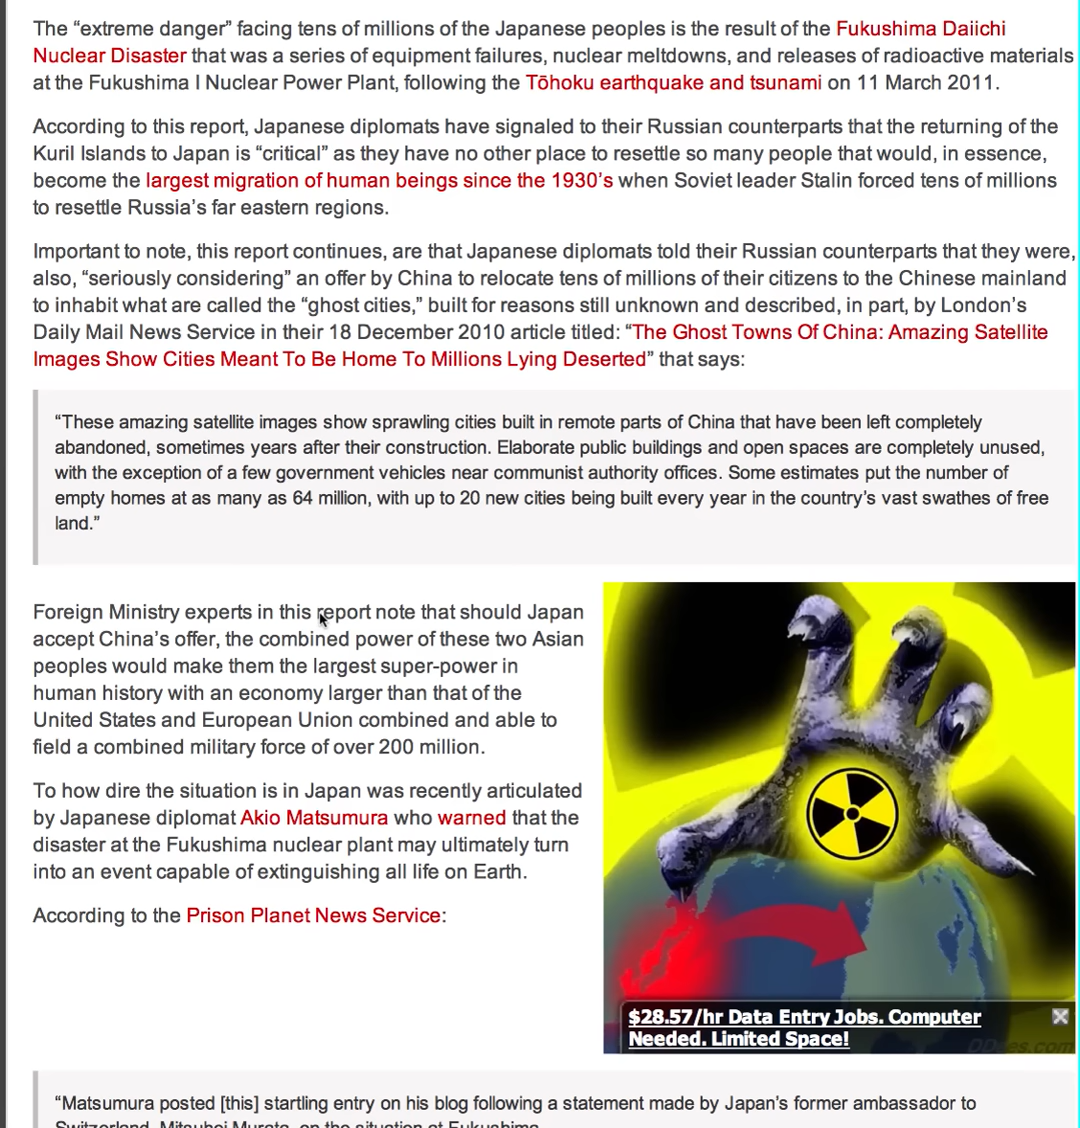 The “extreme danger” facing tens of millions of the Japanese peoples is the result of the Fukushima Daiichi
Nuclear Disaster that was a series of equipment failures, nuclear meltdowns, and releases of radioactive materials
at the Fukushima I Nuclear Power Plant, following the Tōhoku earthquake and tsunami on 11 March 2011.
According to this report, Japanese diplomats have signaled to their Russian counterparts that the returning of the
Kuril Islands to Japan is “critical” as they have no other place to resettle so many people that would, in essence,
become the largest migration of human beings since the 1930’s when Soviet leader Stalin forced tens of millions
to resettle Russia’s far eastern regions.
Important to note, this report continues, are that Japanese diplomats told their Russian counterparts that they were,
also, “seriously considering” an offer by China to relocate tens of millions of their citizens to the Chinese mainland
to inhabit what are called the “ghost cities,” built for reasons still unknown and described, in part, by London’s
Daily Mail News Service in their 18 December 2010 article titled: “The Ghost Towns Of China: Amazing Satellite
Images Show Cities Meant To Be Home To Millions Lying Deserted” that says:
“These amazing satellite images show sprawling cities built in remote parts of China that have been left completely
abandoned, sometimes years after their construction. Elaborate public buildings and open spaces are completely unused,
with the exception of a few government vehicles near communist authority offices. Some estimates put the number of
empty homes at as many as 64 million, with up to 20 new cities being built every year in the country’s vast swathes of free
land.”
Foreign Ministry experts in this report note that should Japan
accept China’s offer, the combined power of these two Asian
peoples would make them the largest super-power in
human history with an economy larger than that of the
United States and European Union combined and able to
field a combined military force of over 200 million.
To how dire the situation is in Japan was recently articulated
by Japanese diplomat Akio Matsumura who warned that the
disaster at the Fukushima nuclear plant may ultimately turn
into an event capable of extinguishing all life on Earth.
According to the Prison Planet News Service:
$28.57/hr Data Entry Jobs. Computer
Needed. Limited Space!
“Matsumura posted [this] startling entry on his blog following a statement made by Japan’s former ambassador to
Switzerland, Mitsuhei Murata, on the situation at Fukushima